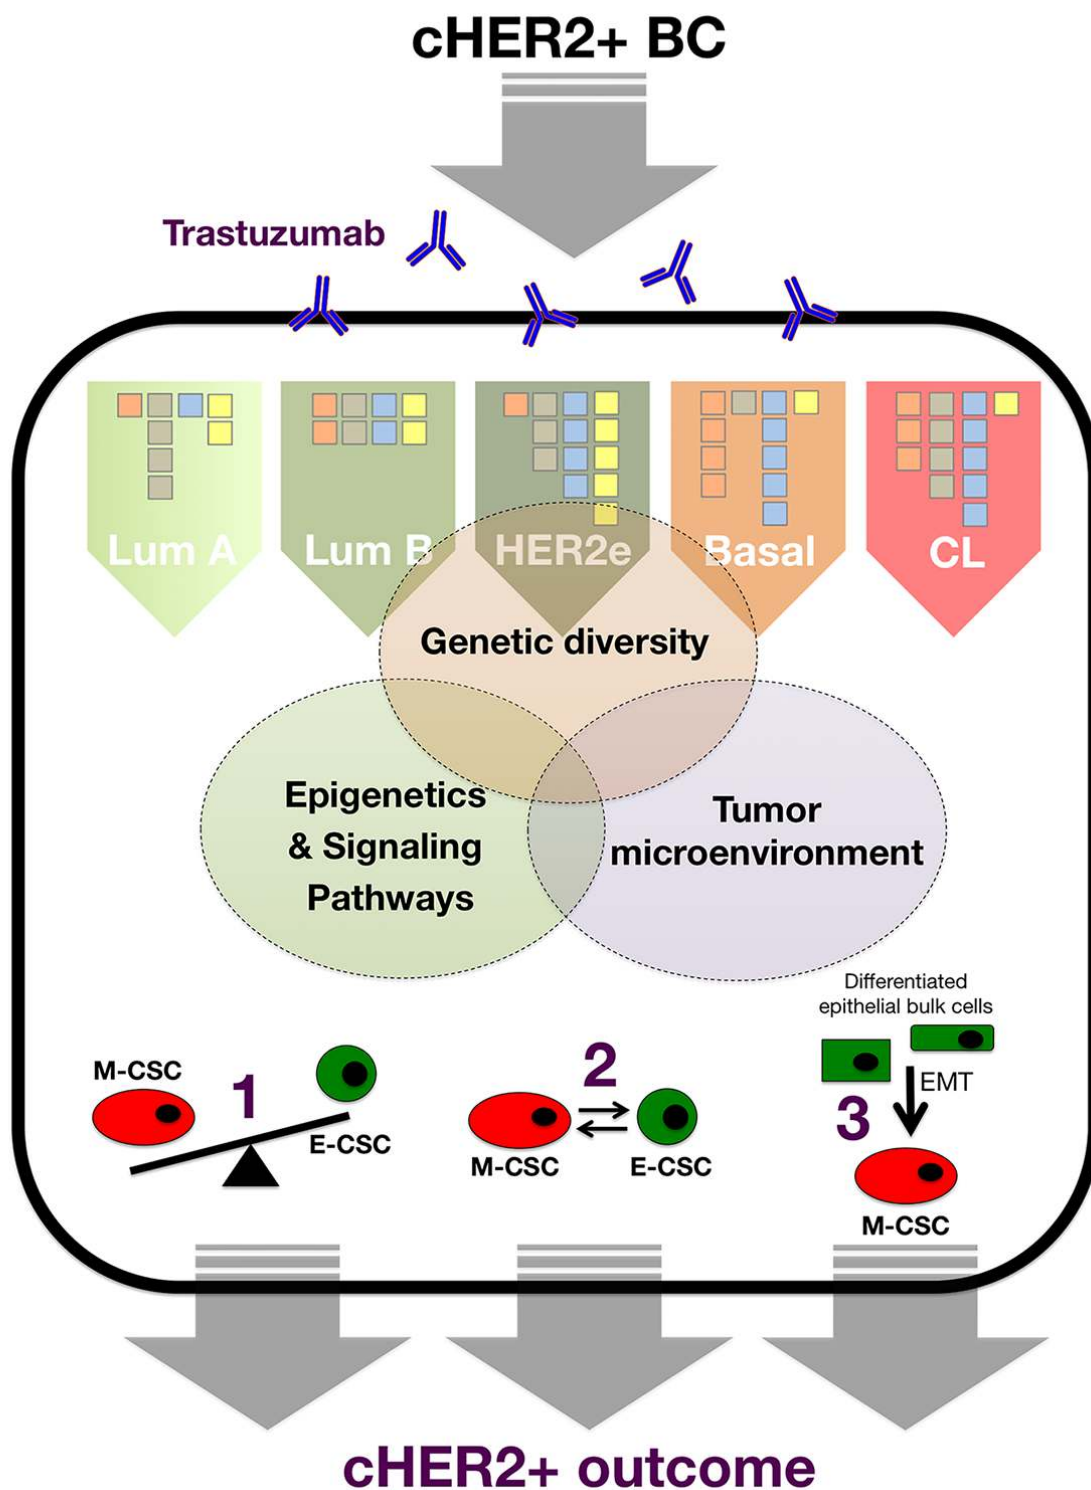 cHER2+ BC
Trastuzumab
Lum A
Lum B
HER2e
Basal
CL
Genetic diversity
Epigenetics
& Signaling
Pathways
Tumor
microenvironment
Differentiated
epithelial bulk cells
M-CSC
1
E-CSC
2
M-CSC
E-CSC
EMT
3
M-CSC
cHER2+ outcome